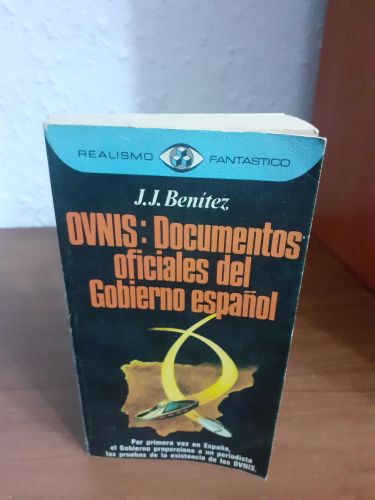 REALISMO FANTASTICO
J.J. Benítez
OVNIS: Documentos
oficiales del
Gobierno español
Por primera vez en España,
el Gobierno proporciona a un periodista
las pruebas de la existencia de los OVNIS.